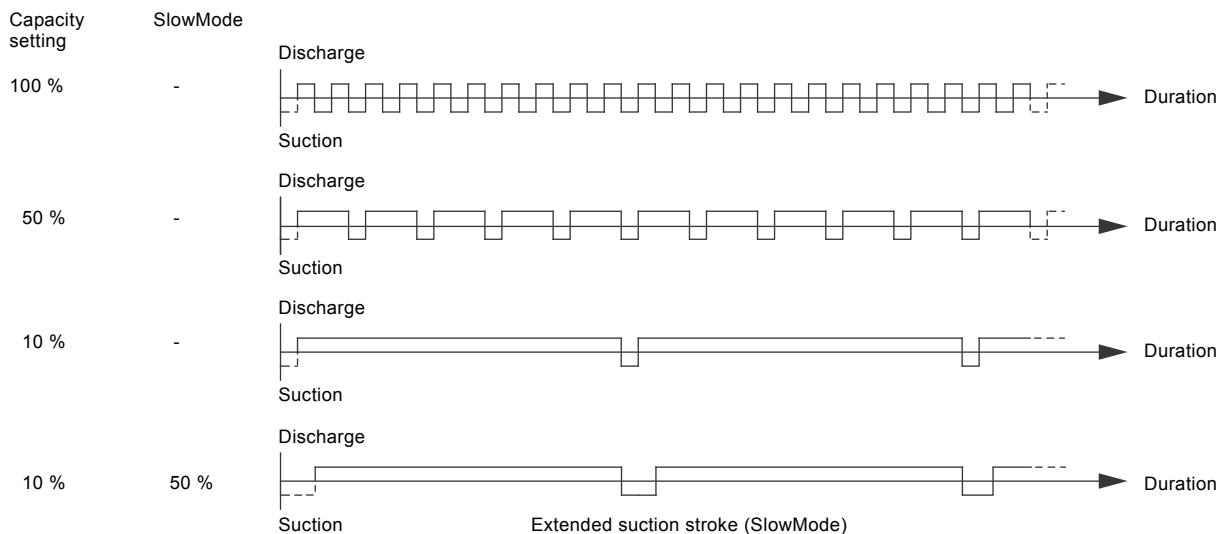 Capacity
setting
SlowMode
Discharge
100 %
-
Duration
Suction
Discharge
50 %
-
Duration
Suction
Discharge
10 %
-
Duration
Suction
Discharge
10 %
50 %
Duration
Suction
Extended suction stroke (SlowMode)